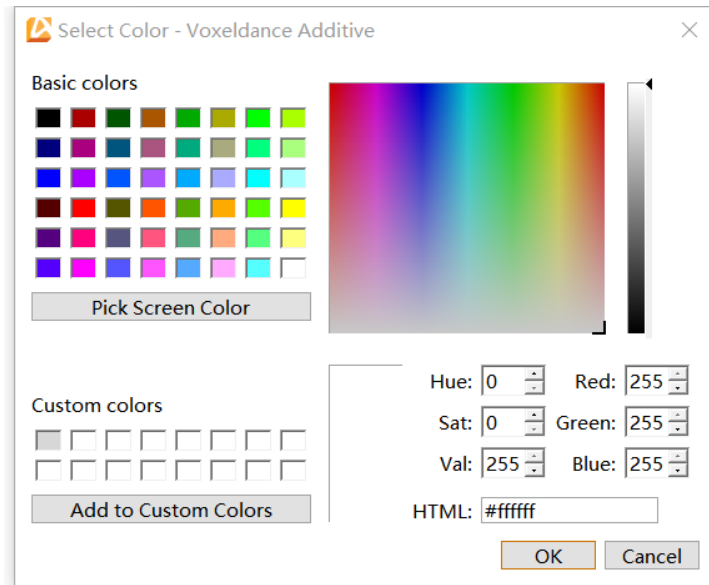 Select Color - Voxeldance Additive
Basic colors
Pick Screen Color
Custom colors
Add to Custom Colors
Hue: 0 Red: 255
Sat: 0 Green: 255
Val: 255 Blue: 255
HTML: #ffffff
OK Cancel